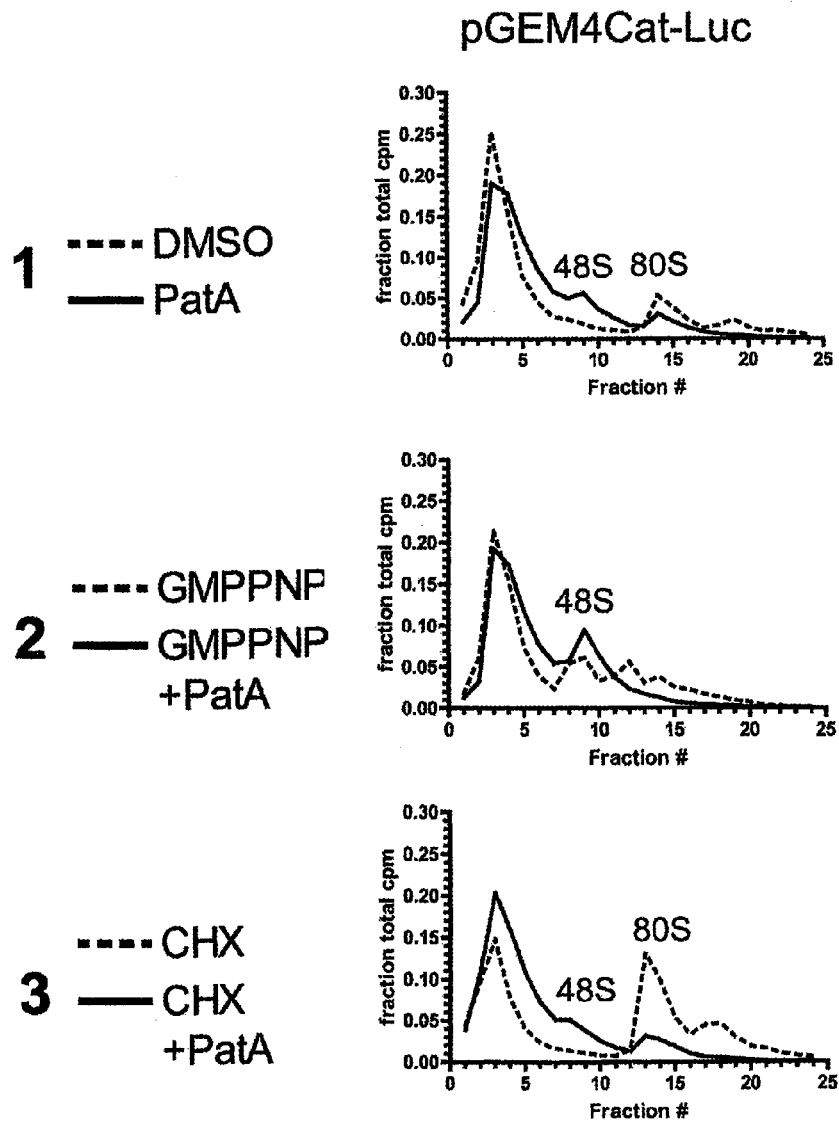 pGEM4Cat-Luc
1
DMSO
PatA
fraction total cpm
0.30
0.25
0.20
0.15
0.10
0.05
0.00
48S
80S
0
5
10
15
20
25
Fraction #
2
GMPPNP
GMPPNP
+PatA
fraction total cpm
0.30
0.25
0.20
0.15
0.10
0.05
0.00
48S
0
5
10
15
20
25
Fraction #
3
CHX
CHX
+PatA
fraction total cpm
0.30
0.25
0.20
0.15
0.10
0.05
0.00
48S
80S
0
5
10
15
20
25
Fraction #